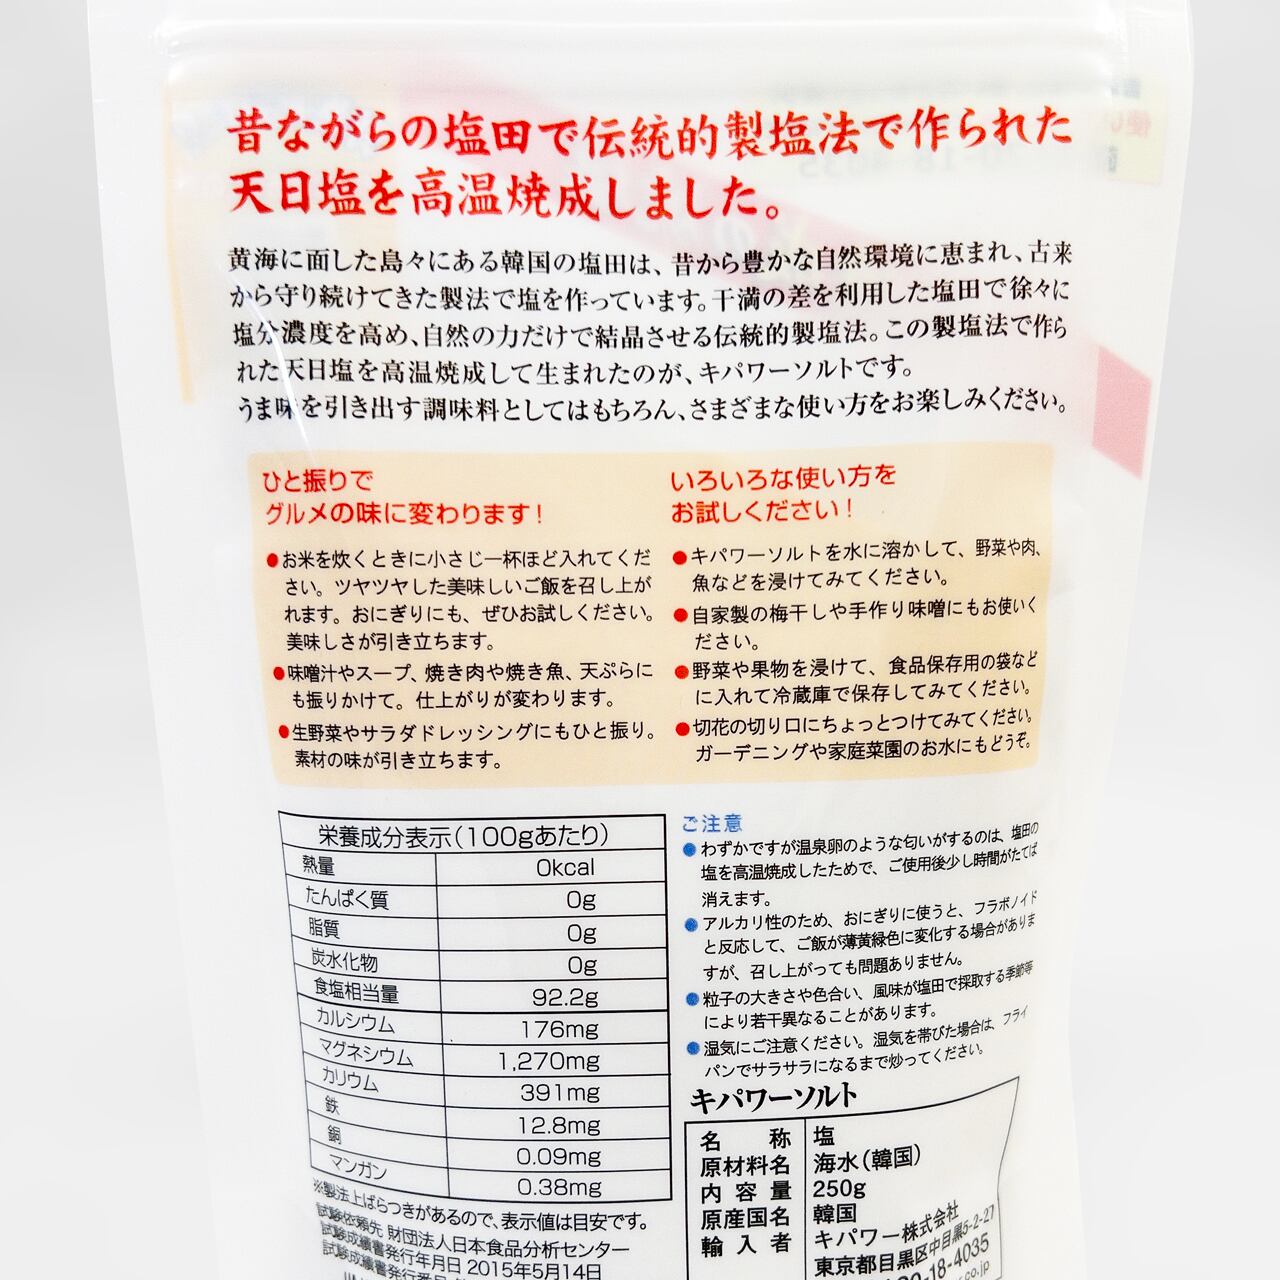 昔ながらの塩田で伝統的製塩法で作られた
天日塩を高温焼成しました。
黄海に面した島々にある韓国の塩田は、昔から豊かな自然環境に恵まれ、古来
から守り続けてきた製法で塩を作っています。干満の差を利用した塩田で徐々に
塩分濃度を高め、自然の力だけで結晶させる伝統的製塩法。この製塩法で作ら
れた天日塩を高温焼成して生まれたのが、キパワーソルトです。
うま味を引き出す調味料としてはもちろん、さまざまな使い方をお楽しみください。
ひと振りで
グルメの味に変わります!
●お米を炊くときに小さじ一杯ほど入れてくだ
さい。ツヤツヤした美味しいご飯を召し上が
れます。おにぎりにも、ぜひお試しください。
美味しさが引き立ちます。
●味噌汁やスープ、焼き肉や焼き魚、天ぷらに
も振りかけて。仕上がりが変わります。
●生野菜やサラダドレッシングにもひと振り。
素材の味が引き立ちます。
いろいろな使い方を
お試しください!
●キパワーソルトを水に溶かして、野菜や肉、
魚などを浸けてみてください。
●自家製の梅干しや手作り味噌にもお使いく
ださい。
●野菜や果物を浸けて、食品保存用の袋など
に入れて冷蔵庫で保存してみてください。
●切花の切り口にちょっとつけてみてください。
ガーデニングや家庭菜園のお水にもどうぞ。
栄養成分表示(100gあたり)
熱量 0kcal
たんぱく質 0g
脂質 0g
炭水化物 0g
食塩相当量 92.2g
カルシウム 176mg
マグネシウム 1,270mg
カリウム 391mg
鉄 12.8mg
銅 0.09mg
マンガン 0.38mg
※製法上ばらつきがあるので、表示値は目安です。
試験依頼先 財団法人日本食品分析センター
試験成績書発行年月日 2015年5月14日
試験成績書発行番号
ご注意
●わずかですが温泉卵のような匂いがするのは、塩田の
塩を高温焼成したためで、ご使用後少し時間がたてば
消えます。
●アルカリ性のため、おにぎりに使うと、フラボノイド
と反応して、ご飯が薄黄緑色に変化する場合がありま
すが、召し上がっても問題ありません。
●粒子の大きさや色合い、風味が塩田で採取する季節等
により若干異なることがあります。
●湿気にご注意ください。湿気を帯びた場合は、フライ
パンでサラサラになるまで炒ってください。
キパワーソルト
名称 塩
原材料名 海水(韓国)
内容量 250g
原産国名 韓国
輸入者 キパワー株式会社
東京都目黒区中目黒5-2-27
0-18-4035
.co.jp